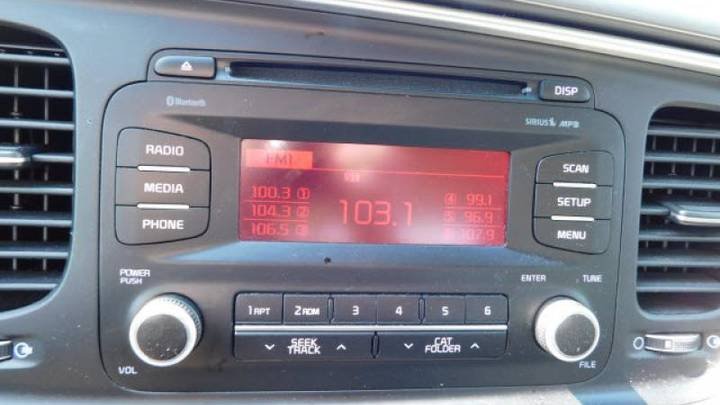 DISP
Bluetooth
SIRIUS MP3
RADIO
MEDIA
PHONE
FM1
100.3 1
104.3 2
106.5 3
103.1
4 99.1
5 96.9
107.9
SCAN
SETUP
MENU
POWER
PUSH
VOL
1 RPT 2 RDM 3 4 5 6
SEEK
TRACK
CAT
FOLDER
ENTER TUNE
FILE